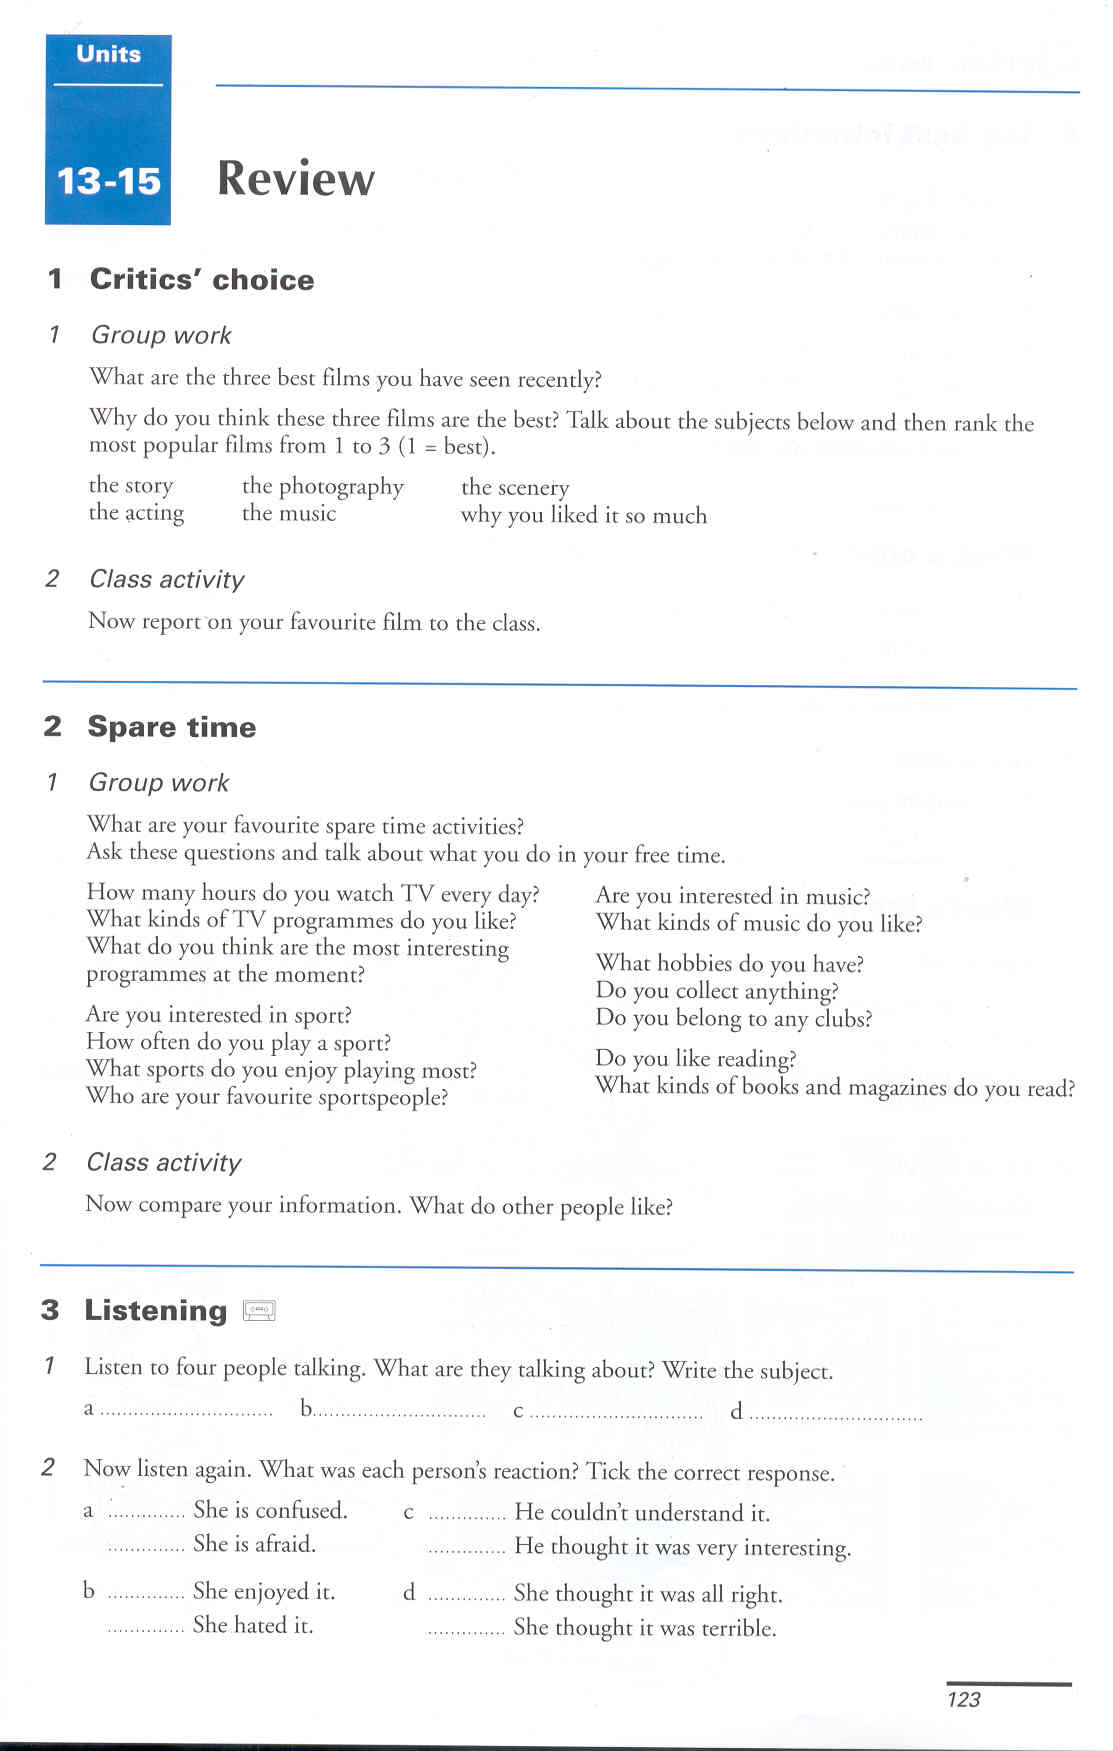 Units
13-15
Review
1 Critics' choice
1 Group work
What are the three best films you have seen recently?
Why do you think these three films are the best? Talk about the subjects below and then rank the
most popular films from 1 to 3 (1 = best).
the story the photography the scenery
the acting the music why you liked it so much
2 Class activity
Now report on your favourite film to the class.
2 Spare time
1 Group work
What are your favourite spare time activities?
Ask these questions and talk about what you do in your free time.
How many hours do you watch TV every day?
What kinds of TV programmes do you like?
What do you think are the most interesting
programmes at the moment?
Are you interested in sport?
How often do you play a sport?
What sports do you enjoy playing most?
Who are your favourite sportspeople?
Are you interested in music?
What kinds of music do you like?
What hobbies do you have?
Do you collect anything?
Do you belong to any clubs?
Do you like reading?
What kinds of books and magazines do you read?
2 Class activity
Now compare your information. What do other people like?
3 Listening
1 Listen to four people talking. What are they talking about? Write the subject.
a .............................. b.............................. c .............................. d ..............................
2 Now listen again. What was each person's reaction? Tick the correct response.
a .............. She is confused. c .............. He couldn't understand it.
.............. She is afraid. .............. He thought it was very interesting.
b .............. She enjoyed it. d .............. She thought it was all right.
.............. She hated it. .............. She thought it was terrible.
123